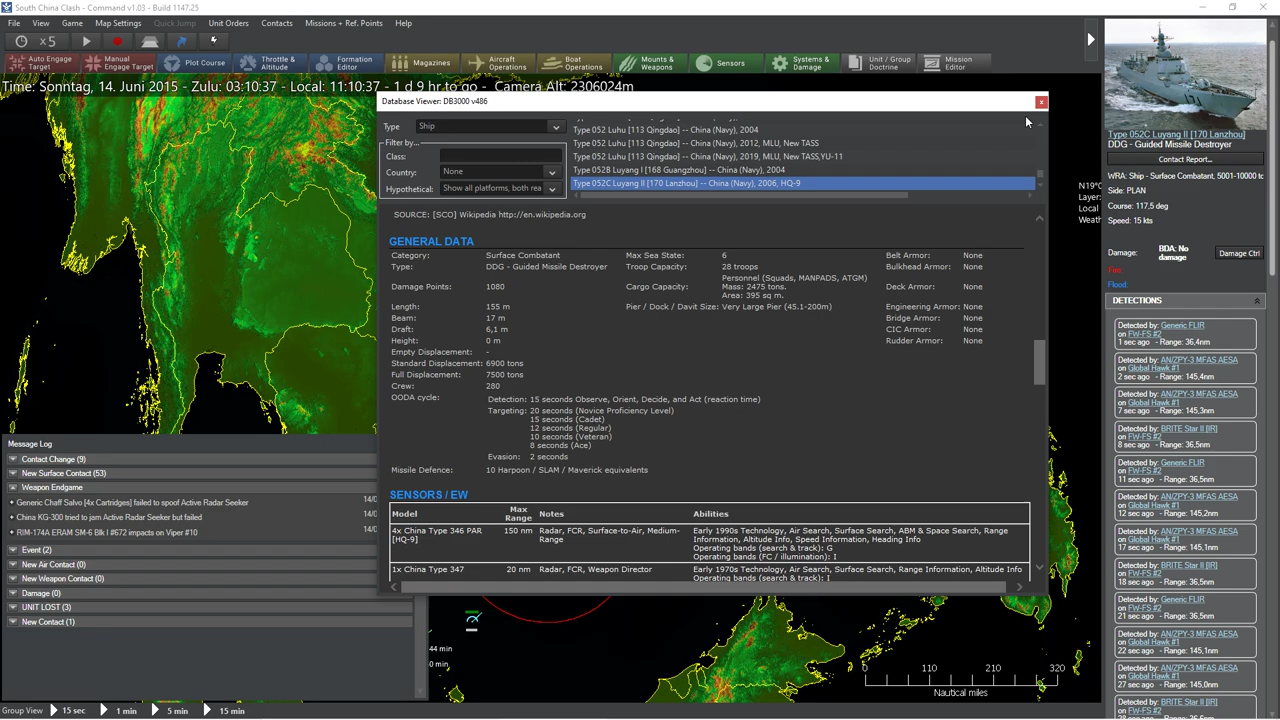 South China Clash - Command v1.03 - Build 1147.25
File View Game Map Settings Quick Jump Unit Orders Contacts Missions + Ref. Points Help
x5
Auto Engage Target
Manual Engage Target
Plot Course
Throttle & Altitude
Formation Editor
Magazines
Aircraft Operations
Boat Operations
Mounts & Weapons
Sensors
Systems & Damage
Unit / Group Doctrine
Mission Editor
Time: Sonntag, 14. Juni 2015 - Zulu: 03:10:37 - Local: 11:10:37 - 1 d 9 hr to go - Camera Alt: 2306024m
Database Viewer: DB3000 v486
Type Ship
Filter by...
Class:
Country: None
Hypothetical: Show all platforms, both rea
Type 052 Luhu [113 Qingdao] -- China (Navy), 2004
Type 052 Luhu [113 Qingdao] -- China (Navy), 2012, MLU, New TASS
Type 052 Luhu [113 Qingdao] -- China (Navy), 2019, MLU, New TASS,YU-11
Type 052B Luyang I [168 Guangzhou] -- China (Navy), 2004
Type 052C Luyang II [170 Lanzhou] -- China (Navy), 2006, HQ-9
SOURCE: [SCO] Wikipedia http://en.wikipedia.org
GENERAL DATA
Category: Surface Combatant
Type: DDG - Guided Missile Destroyer
Damage Points: 1080
Length: 155 m
Beam: 17 m
Draft: 6,1 m
Height: 0 m
Empty Displacement: -
Standard Displacement: 6900 tons
Full Displacement: 7500 tons
Crew: 280
OODA cycle: Detection: 15 seconds Observe, Orient, Decide, and Act (reaction time)
Targeting: 20 seconds (Novice Proficiency Level)
15 seconds (Cadet)
12 seconds (Regular)
10 seconds (Veteran)
8 seconds (Ace)
Evasion: 2 seconds
Missile Defence: 10 Harpoon / SLAM / Maverick equivalents
Max Sea State: 6
Troop Capacity: 28 troops
Cargo Capacity: Personnel (Squads, MANPADS, ATGM)
Mass: 2475 tons.
Area: 395 sq m.
Pier / Dock / Davit Size: Very Large Pier (45.1-200m)
Belt Armor: None
Bulkhead Armor: None
Deck Armor: None
Engineering Armor: None
Bridge Armor: None
CIC Armor: None
Rudder Armor: None
SENSORS / EW
Model Max Range Notes Abilities
4x China Type 346 PAR [HQ-9] 150 nm Radar, FCR, Surface-to-Air, Medium-Range Early 1990s Technology, Air Search, Surface Search, ABM & Space Search, Range
Information, Altitude Info, Speed Information, Heading Info
Operating bands (search & track): G
Operating bands (FC / illumination): I
1x China Type 347 20 nm Radar, FCR, Weapon Director Early 1970s Technology, Air Search, Surface Search, Range Information, Altitude Info
Operating bands (search & track): I
N19°
Layer:
Local
Weath
Message Log
Contact Change (9)
New Surface Contact (53)
Weapon Endgame
Generic Chaff Salvo [4x Cartridges] failed to spoof Active Radar Seeker 14/0
China KG-300 tried to jam Active Radar Seeker but failed 14/0
RIM-174A ERAM SM-6 Blk I #672 impacts on Viper #10 14/0
Event (2)
New Air Contact (0)
New Weapon Contact (0)
Damage (0)
UNIT LOST (3)
New Contact (1)
44 min
0 min
0 110 210 320
Nautical miles
Group View 15 sec 1 min 5 min 15 min
Type 052C Luyang II [170 Lanzhou]
DDG - Guided Missile Destroyer
Contact Report...
WRA: Ship - Surface Combatant, 5001-10000 to
Side: PLAN
Course: 117,5 deg
Speed: 15 kts
Damage: BDA: No damage Damage Ctrl
Fire:
Flood:
DETECTIONS
Detected by: Generic FLIR
on FW-FS #2
1 sec ago - Range: 36,4nm
Detected by: AN/ZPY-3 MFAS AESA
on Global Hawk #1
2 sec ago - Range: 145,4nm
Detected by: AN/ZPY-3 MFAS AESA
on Global Hawk #1
7 sec ago - Range: 145,3nm
Detected by: BRITE Star II [IR]
on FW-FS #2
8 sec ago - Range: 36,5nm
Detected by: Generic FLIR
on FW-FS #2
11 sec ago - Range: 36,5nm
Detected by: AN/ZPY-3 MFAS AESA
on Global Hawk #1
12 sec ago - Range: 145,2nm
Detected by: AN/ZPY-3 MFAS AESA
on Global Hawk #1
17 sec ago - Range: 145,1nm
Detected by: BRITE Star II [IR]
on FW-FS #2
18 sec ago - Range: 36,5nm
Detected by: Generic FLIR
on FW-FS #2
21 sec ago - Range: 36,5nm
Detected by: AN/ZPY-3 MFAS AESA
on Global Hawk #1
22 sec ago - Range: 145,1nm
Detected by: AN/ZPY-3 MFAS AESA
on Global Hawk #1
27 sec ago - Range: 145,0nm
Detected by: BRITE Star II [IR]
on FW-FS #2